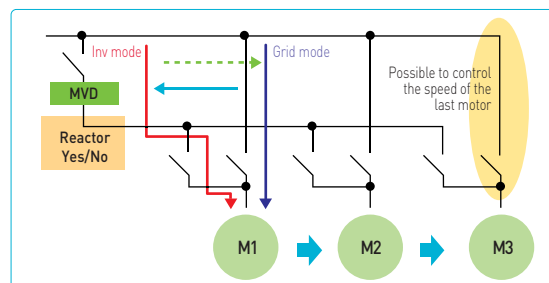 Inv mode
Grid mode
Possible to control
the speed of the
last motor
MVD
Reactor
Yes/No
M1
M2
M3